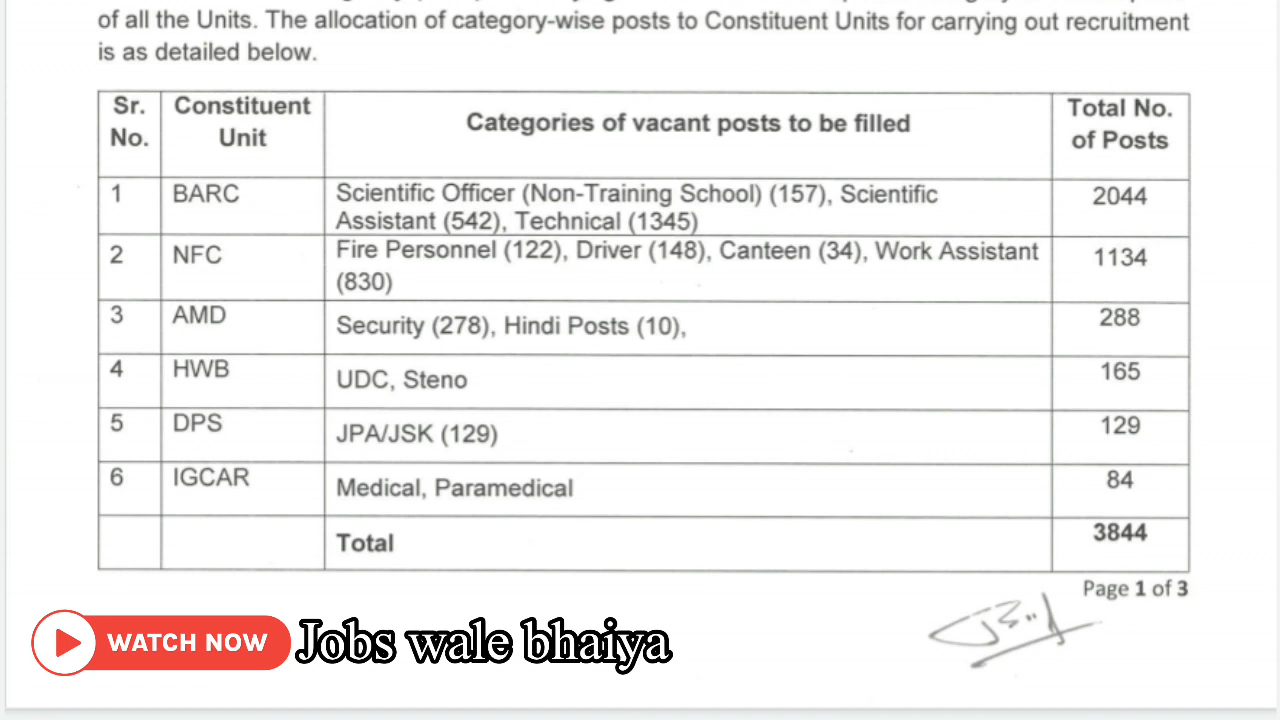 of all the Units. The allocation of category-wise posts to Constituent Units for carrying out recruitment
is as detailed below.
Sr. No. Constituent Unit Categories of vacant posts to be filled Total No. of Posts
1 BARC Scientific Officer (Non-Training School) (157), Scientific
Assistant (542), Technical (1345) 2044
2 NFC Fire Personnel (122), Driver (148), Canteen (34), Work Assistant
(830) 1134
3 AMD Security (278), Hindi Posts (10), 288
4 HWB UDC, Steno 165
5 DPS JPA/JSK (129) 129
6 IGCAR Medical, Paramedical 84
Total 3844
Page 1 of 3
WATCH NOW Jobs wale bhaiya